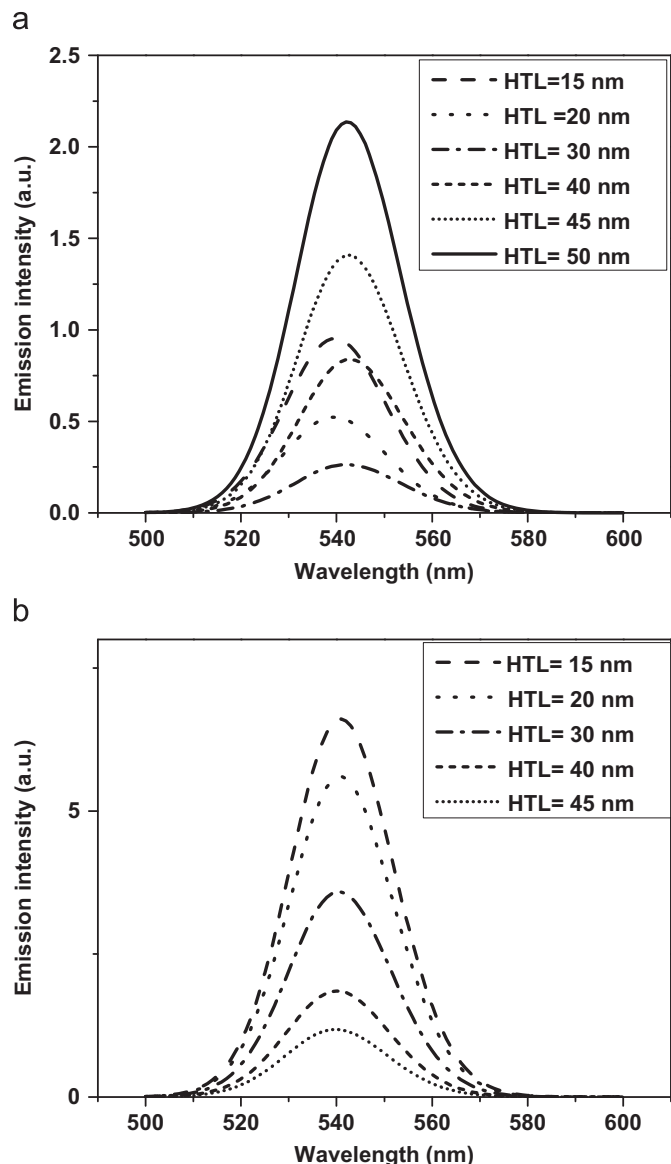 a
2.5
2.0
1.5
1.0
0.5
0.0
Emission intensity (a.u.)
HTL=15 nm
HTL =20 nm
HTL= 30 nm
HTL= 40 nm
HTL= 45 nm
HTL= 50 nm
500 520 540 560 580 600
Wavelength (nm)
b
5
0
Emission intensity (a.u.)
HTL= 15 nm
HTL= 20 nm
HTL= 30 nm
HTL= 40 nm
HTL= 45 nm
500 520 540 560 580 600
Wavelength (nm)